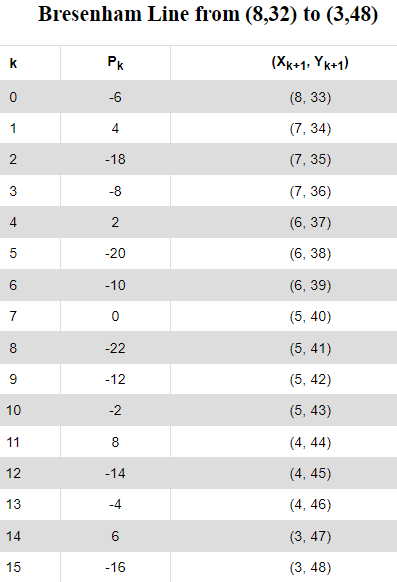 Bresenham Line from (8,32) to (3,48)
k Pk (Xk+1, Yk+1)
0 -6 (8, 33)
1 4 (7, 34)
2 -18 (7, 35)
3 -8 (7, 36)
4 2 (6, 37)
5 -20 (6, 38)
6 -10 (6, 39)
7 0 (5, 40)
8 -22 (5, 41)
9 -12 (5, 42)
10 -2 (5, 43)
11 8 (4, 44)
12 -14 (4, 45)
13 -4 (4, 46)
14 6 (3, 47)
15 -16 (3, 48)